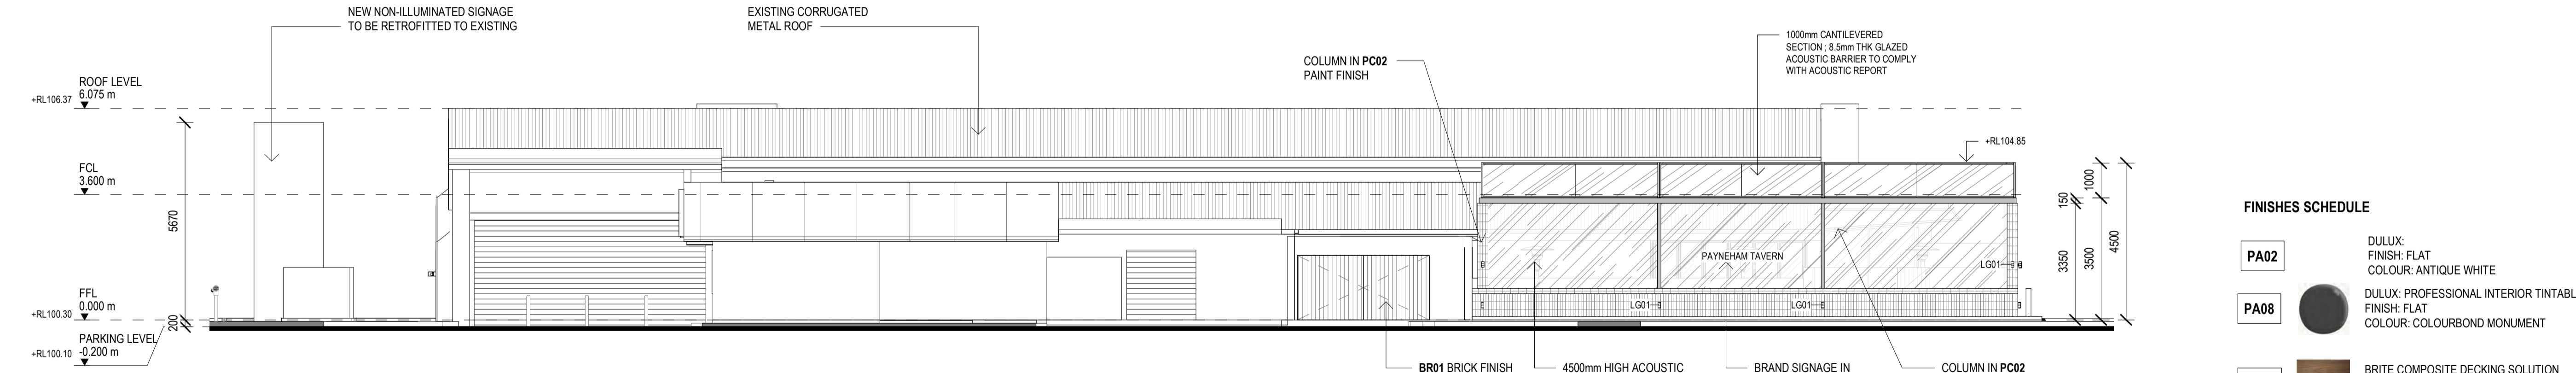 NEW NON-ILLUMINATED SIGNAGE
TO BE RETROFITTED TO EXISTING
EXISTING CORRUGATED
METAL ROOF
COLUMN IN PC02
PAINT FINISH
1000mm CANTILEVERED
SECTION ; 8.5mm THK GLAZED
ACOUSTIC BARRIER TO COMPLY
WITH ACOUSTIC REPORT
ROOF LEVEL
+RL106.37 6.075 m
+RL104.85
FCL
3.600 m
5670
1000
150
3350
3500
4500
PAYNEHAM TAVERN
LG01
LG01
LG01
FFL
0.000 m
+RL100.30
200
PARKING LEVEL
+RL100.10 -0.200 m
BR01 BRICK FINISH
4500mm HIGH ACOUSTIC
BRAND SIGNAGE IN
COLUMN IN PC02
FINISHES SCHEDULE
PA02
DULUX:
FINISH: FLAT
COLOUR: ANTIQUE WHITE
PA08
DULUX: PROFESSIONAL INTERIOR TINTABL
FINISH: FLAT
COLOUR: COLOURBOND MONUMENT
BRITE COMPOSITE DECKING SOLUTION